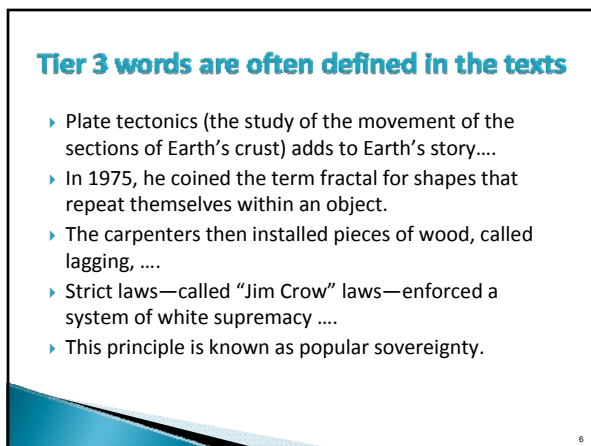 Tier 3 words are often defined in the texts
Plate tectonics (the study of the movement of the
sections of Earth's crust) adds to Earth's story....
In 1975, he coined the term fractal for shapes that
repeat themselves within an object.
The carpenters then installed pieces of wood, called
lagging, ....
Strict laws—called “Jim Crow” laws—enforced a
system of white supremacy ....
This principle is known as popular sovereignty.
6